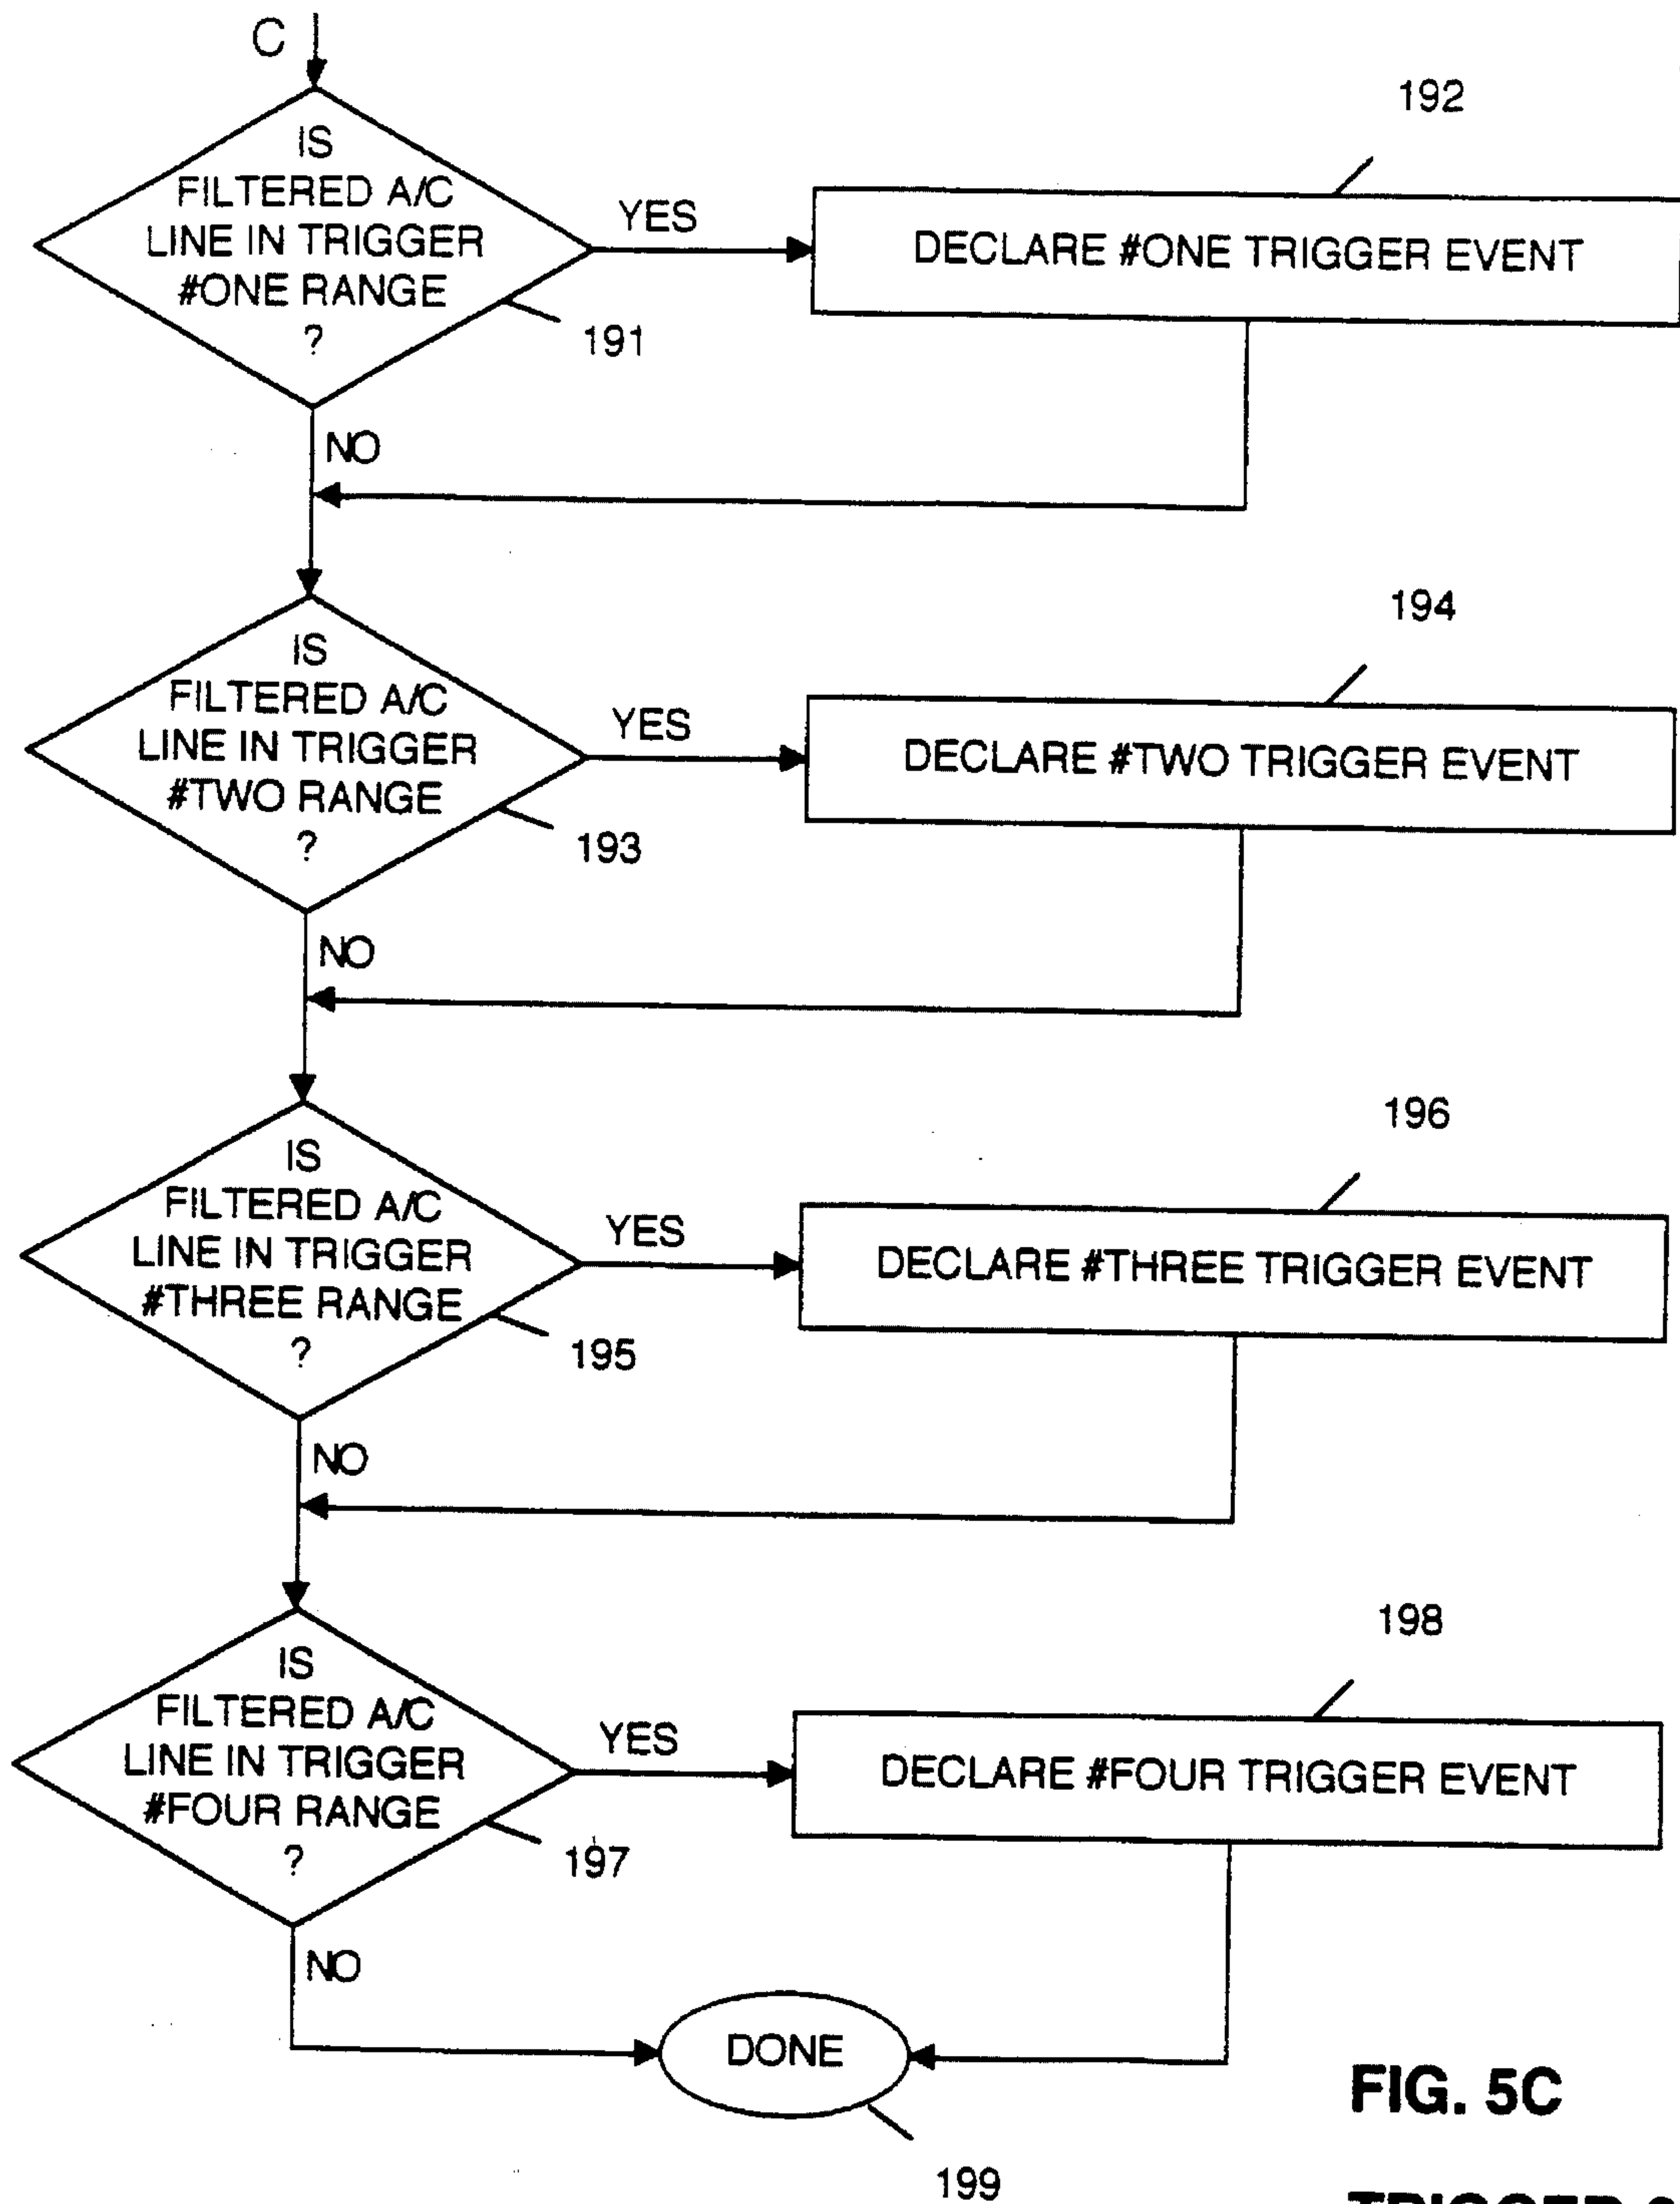 C
192
IS
FILTERED A/C
LINE IN TRIGGER
#ONE RANGE
?
YES
DECLARE #ONE TRIGGER EVENT
191
NO
194
IS
FILTERED A/C
LINE IN TRIGGER
#TWO RANGE
?
YES
DECLARE #TWO TRIGGER EVENT
193
NO
196
IS
FILTERED A/C
LINE IN TRIGGER
#THREE RANGE
?
YES
DECLARE #THREE TRIGGER EVENT
195
NO
198
IS
FILTERED A/C
LINE IN TRIGGER
#FOUR RANGE
?
YES
DECLARE #FOUR TRIGGER EVENT
197
NO
DONE
199
FIG. 5C
TRIGGER